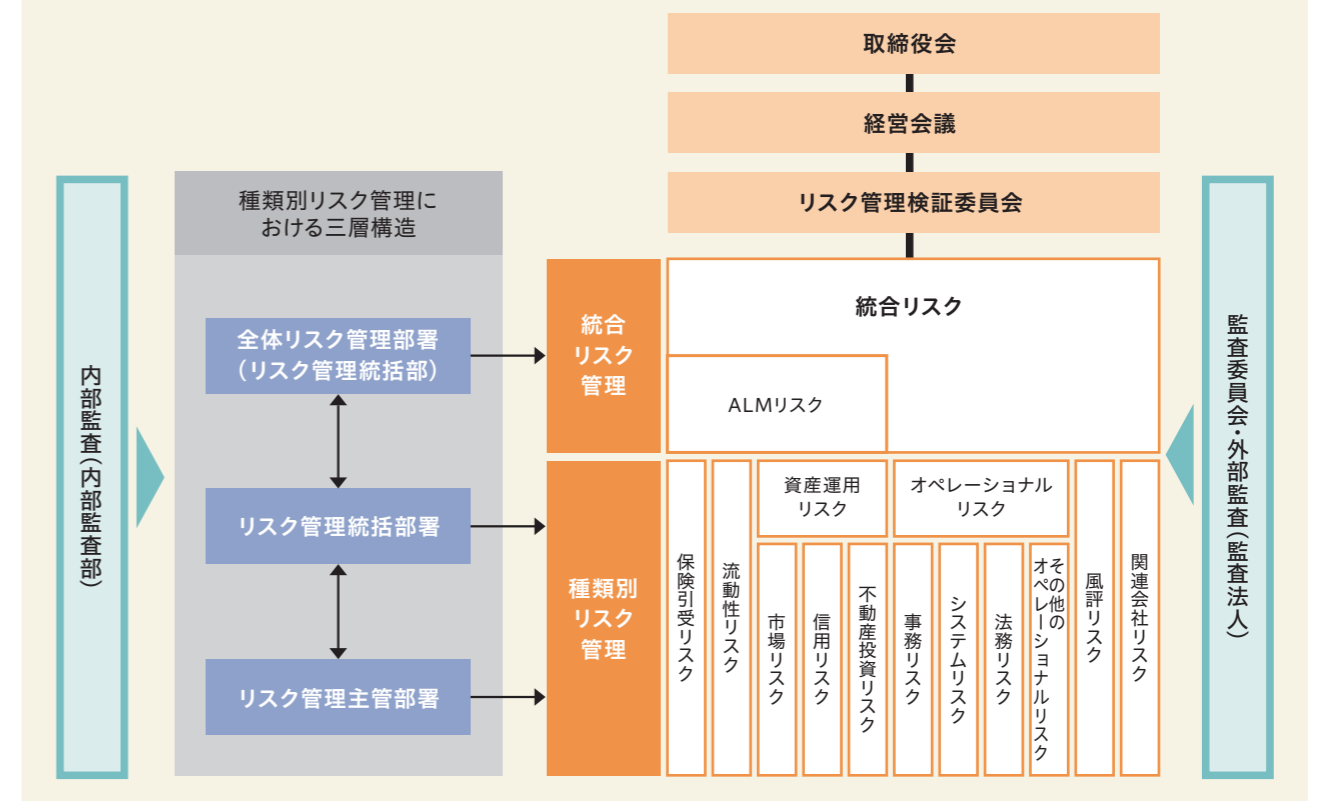 取締役会
経営会議
リスク管理検証委員会
内部監査(内部監査部)
種類別リスク管理に
おける三層構造
全体リスク管理部署
(リスク管理統括部)
リスク管理統括部署
リスク管理主管部署
統合
リスク
管理
統合リスク
ALMリスク
種類別
リスク
管理
保険引受リスク
流動性リスク
資産運用
リスク
市場リスク
信用リスク
不動産投資リスク
オペレーショナル
リスク
事務リスク
システムリスク
法務リスク
その他の
オペレーショナルリスク
風評リスク
関連会社リスク
監査委員会・外部監査(監査法人)